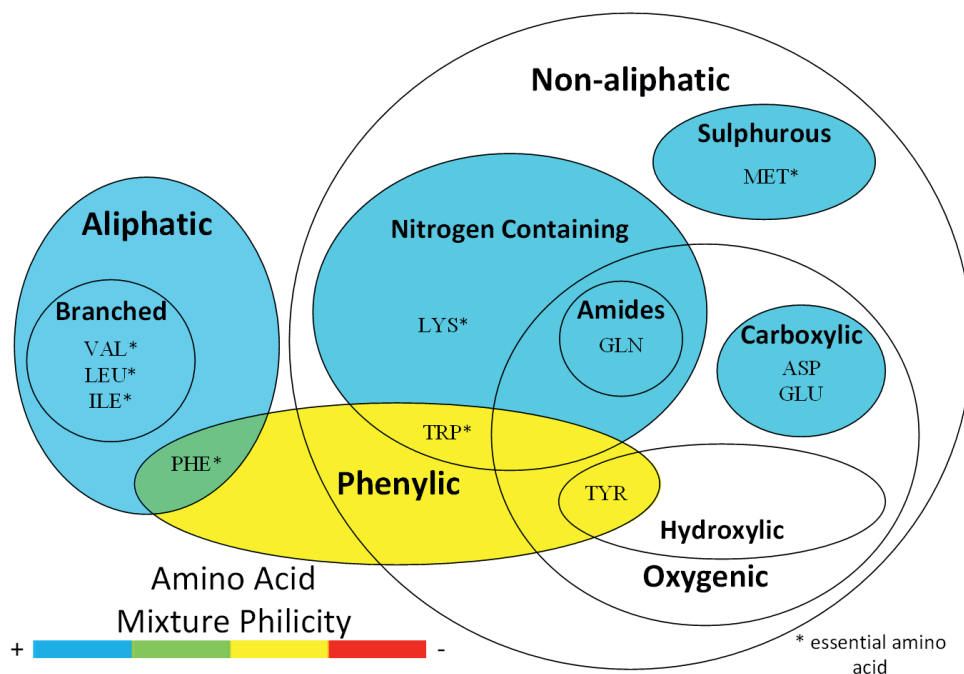 Non-aliphatic
Sulphurous
MET*
Aliphatic
Nitrogen Containing
Branched
VAL*
LEU*
ILE*
LYS*
Amides
GLN
Carboxylic
ASP
GLU
PHE*
TRP*
Phenylic
TYR
Hydroxylic
Oxygenic
Amino Acid
Mixture Philicity
+ -
* essential amino
acid